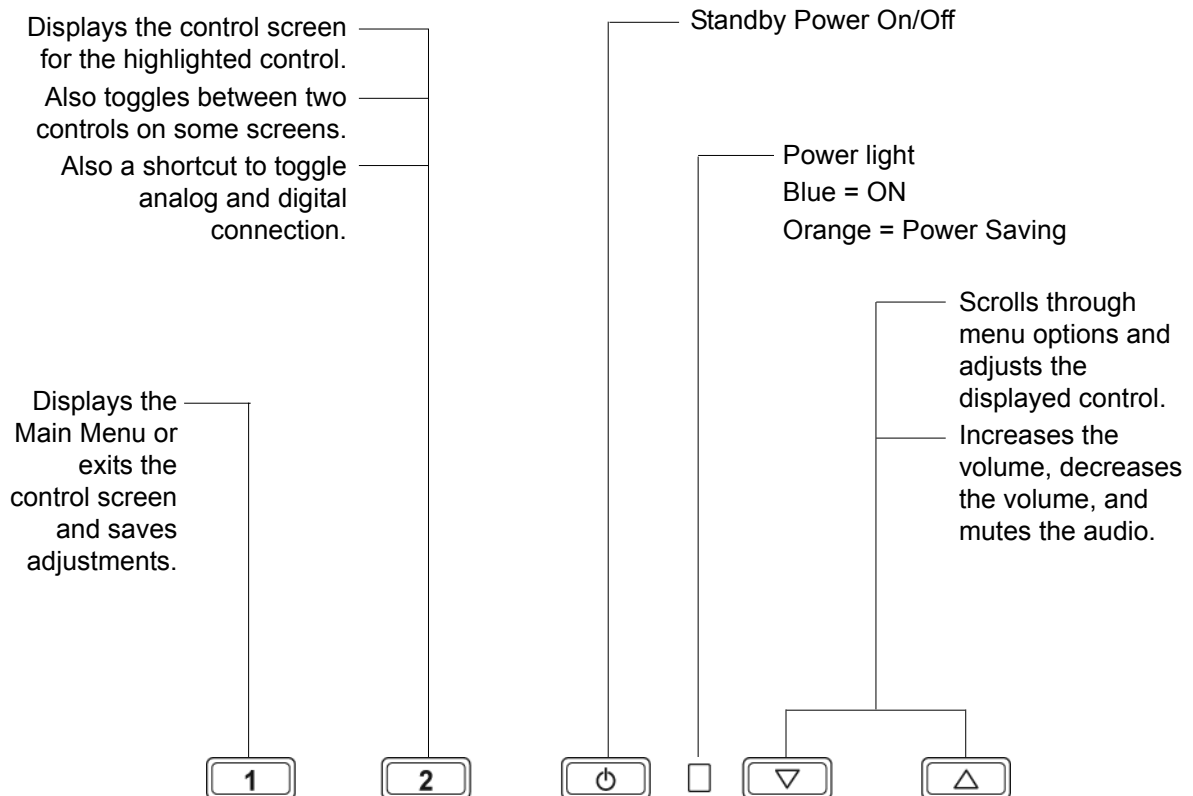 Displays the control screen
for the highlighted control.
Also toggles between two
controls on some screens.
Also a shortcut to toggle
analog and digital
connection.
Standby Power On/Off
Power light
Blue = ON
Orange = Power Saving
Scrolls through
menu options and
adjusts the
displayed control.
Increases the
volume, decreases
the volume, and
mutes the audio.
Displays the
Main Menu or
exits the
control screen
and saves
adjustments.
1
2